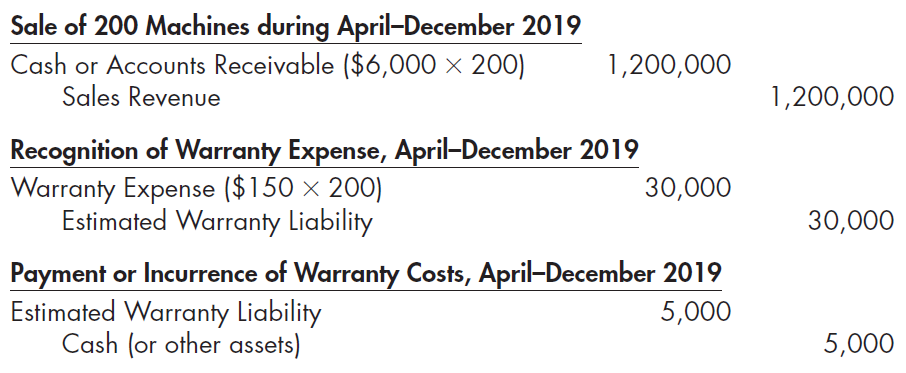 Sale of 200 Machines during April–December 2019
Cash or Accounts Receivable ($6,000 × 200) 1,200,000
Sales Revenue 1,200,000
Recognition of Warranty Expense, April–December 2019
Warranty Expense ($150 × 200) 30,000
Estimated Warranty Liability 30,000
Payment or Incurrence of Warranty Costs, April–December 2019
Estimated Warranty Liability 5,000
Cash (or other assets) 5,000